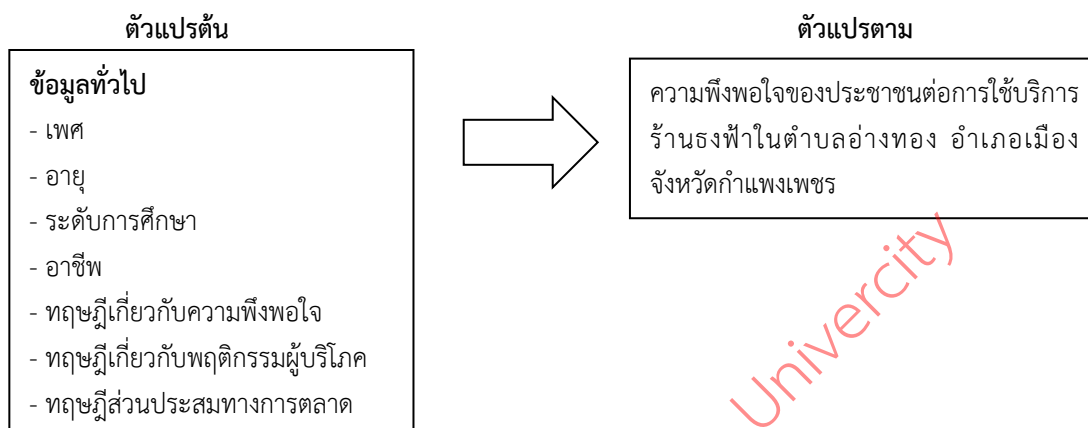 ตัวแปรต้น
ข้อมูลทั่วไป
- เพศ
- อายุ
- ระดับการศึกษา
- อาชีพ
- ทฤษฎีเกี่ยวกับความพึงพอใจ
- ทฤษฎีเกี่ยวกับพฤติกรรมผู้บริโภค
- ทฤษฎีส่วนประสมทางการตลาด
ตัวแปรตาม
ความพึงพอใจของประชาชนต่อการใช้บริการ
ร้านธงฟ้าในตำบลอ่างทอง อำเภอเมือง
จังหวัดกำแพงเพชร
Univercity